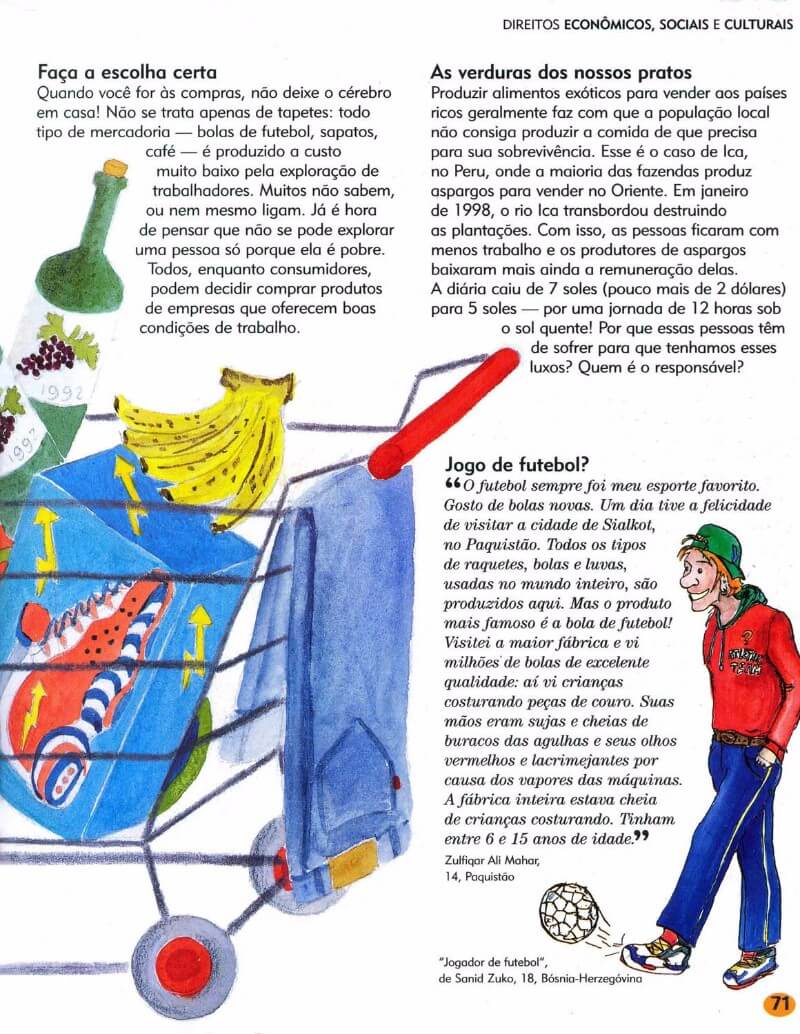 DIREITOS ECONÔMICOS, SOCIAIS E CULTURAIS
Faça a escolha certa
Quando você for às compras, não deixe o cérebro
em casa! Não se trata apenas de tapetes: todo
tipo de mercadoria — bolas de futebol, sapatos,
café — é produzido a custo
muito baixo pela exploração de
trabalhadores. Muitos não sabem,
ou nem mesmo ligam. Já é hora
de pensar que não se pode explorar
uma pessoa só porque ela é pobre.
Todos, enquanto consumidores,
podem decidir comprar produtos
de empresas que oferecem boas
condições de trabalho.
1992
1992
As verduras dos nossos pratos
Produzir alimentos exóticos para vender aos países
ricos geralmente faz com que a população local
não consiga produzir a comida de que precisa
para sua sobrevivência. Esse é o caso de Ica,
no Peru, onde a maioria das fazendas produz
aspargos para vender no Oriente. Em janeiro
de 1998, o rio Ica transbordou destruindo
as plantações. Com isso, as pessoas ficaram com
menos trabalho e os produtores de aspargo
baixaram mais ainda a remuneração delas.
A diária caiu de 7 soles (pouco mais de 2 dólares)
para 5 soles — por uma jornada de 12 horas sob
o sol quente! Por que essas pessoas têm
de sofrer para que tenhamos esses
luxos? Quem é o responsável?
Jogo de futebol?
“O futebol sempre foi meu esporte favorito.
Gosto de bolas novas. Um dia tive a felicidade
de visitar a cidade de Sialkot,
no Paquistão. Todos os tipos
de raquetes, bolas e luvas,
usadas no mundo inteiro, são
produzidos aqui. Mas o produto
mais famoso é a bola de futebol!
Visitei a maior fábrica e vi
milhões de bolas de excelente
qualidade: aí vi crianças
costurando peças de couro. Suas
mãos eram sujas e cheias de
buracos das agulhas e seus olhos
vermelhos e lacrimejantes por
causa dos vapores das máquinas.
A fábrica inteira estava cheia
de crianças costurando. Tinham
entre 6 e 15 anos de idade.”
Zulfiqar Ali Mahar,
14, Paquistão
"Jogador de futebol",
de Sanid Zuko, 18, Bósnia-Herzegóvina
71